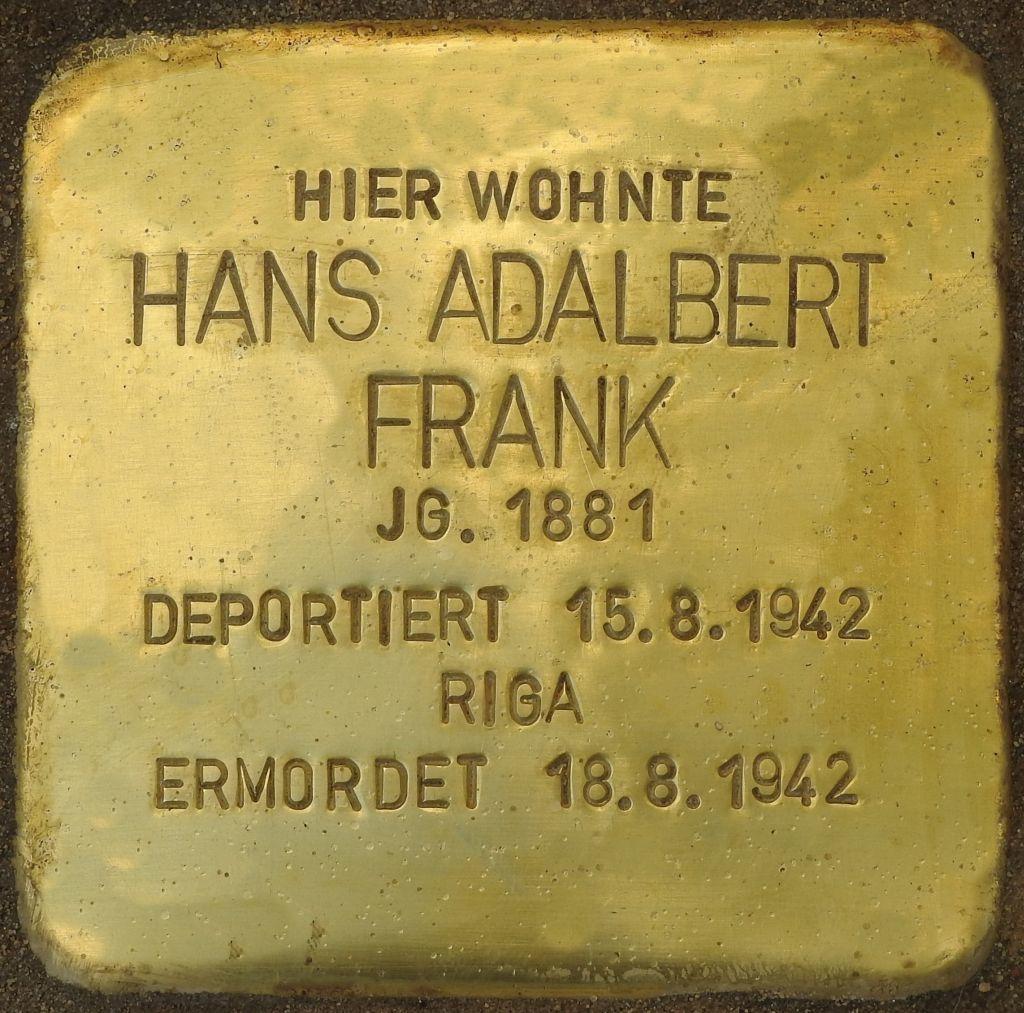 HIER WOHNTE
HANS ADALBERT
FRANK
JG. 1881
DEPORTIERT 15.8.1942
RIGA
ERMORDET 18.8.1942